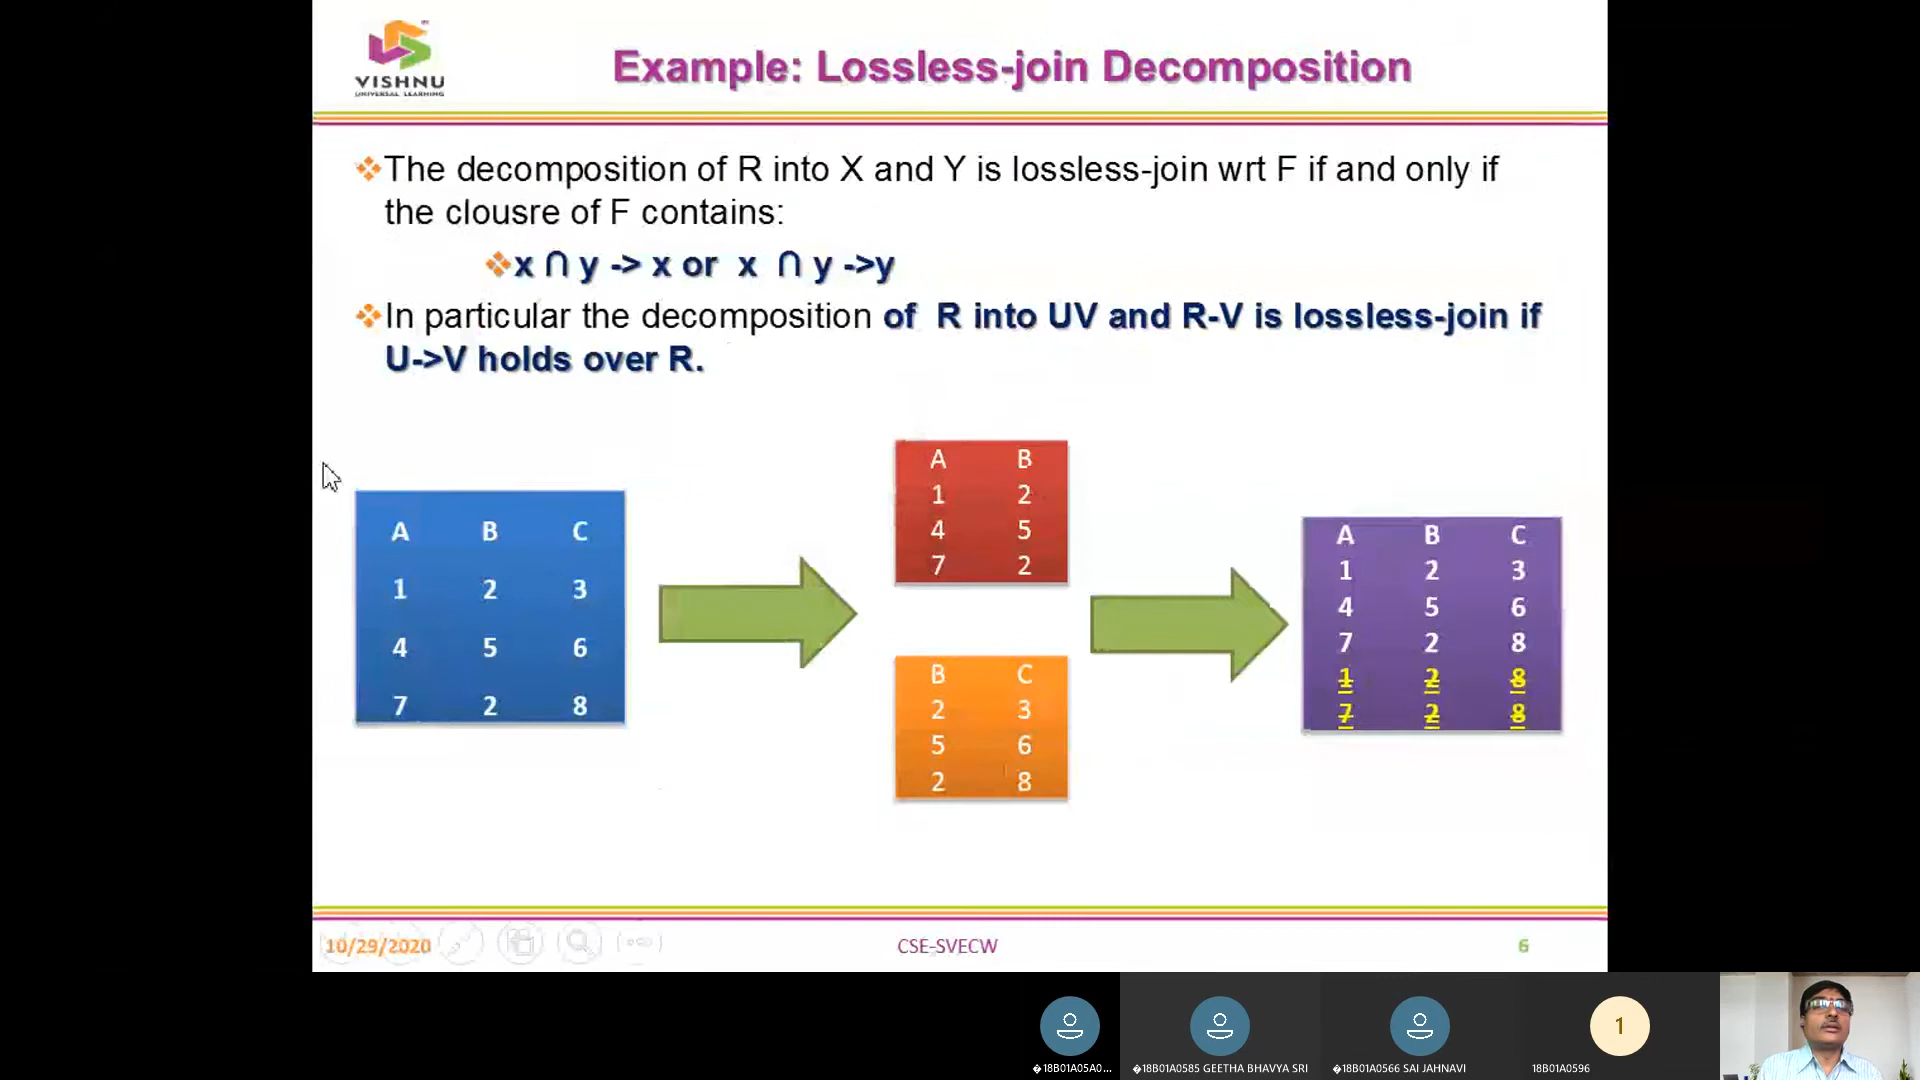 VISHNU
UNIVERSAL LEARNING
Example: Lossless-join Decomposition
The decomposition of R into X and Y is lossless-join wrt F if and only if
the clousre of F contains:
x ∩ y -> x or x ∩ y ->y
In particular the decomposition of R into UV and R-V is lossless-join if
U->V holds over R.
A B C
1 2 3
4 5 6
7 2 8
A B
1 2
4 5
7 2
B C
2 3
5 6
2 8
A B C
1 2 3
4 5 6
7 2 8
1 2 8
7 2 8
10/29/2020
CSE-SVECW
6
1
�18B01A05A0...
�18B01A0585 GEETHA BHAVYA SRI
�18B01A0566 SAI JAHNAVI
18B01A0596